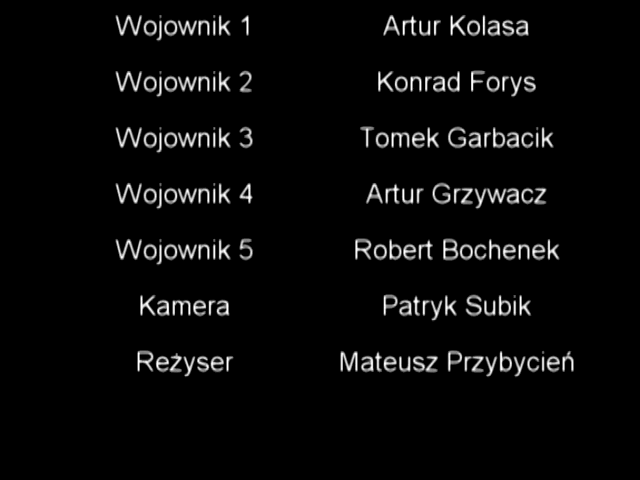 Wojownik 1 Artur Kolasa
Wojownik 2 Konrad Forys
Wojownik 3 Tomek Garbacik
Wojownik 4 Artur Grzywacz
Wojownik 5 Robert Bochenek
Kamera Patryk Subik
Reżyser Mateusz Przybycień